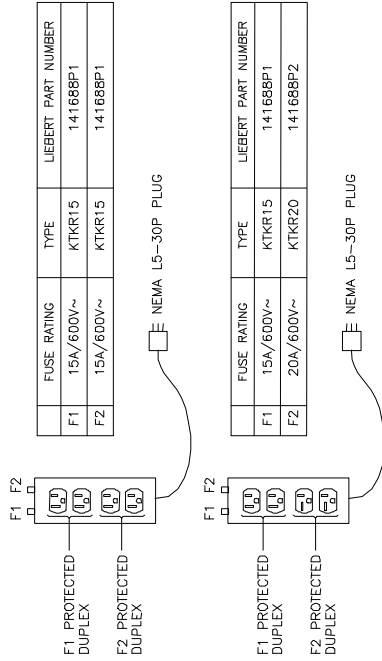 FUSE RATING TYPE LIEBERT PART NUMBER
F1 15A/600V~ KTKR15 141688P1
F2 15A/600V~ KTKR15 141688P1
F1 F2
F1 PROTECTED
DUPLEX
F2 PROTECTED
DUPLEX
NEMA L5-30P PLUG
FUSE RATING TYPE LIEBERT PART NUMBER
F1 15A/600V~ KTKR15 141688P1
F2 20A/600V~ KTKR20 141688P2
F1 F2
F1 PROTECTED
DUPLEX
F2 PROTECTED
DUPLEX
NEMA L5-30P PLUG